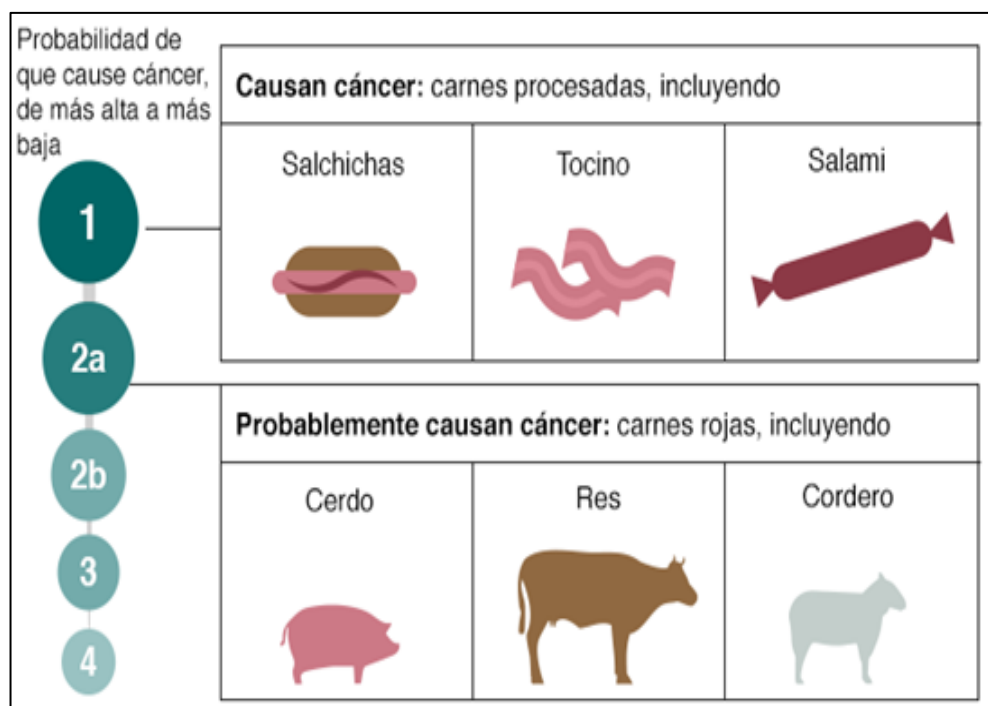 Probabilidad de
que cause cáncer,
de más alta a más
baja
1
2a
2b
3
4
Causan cáncer: carnes procesadas, incluyendo
Salchichas
Tocino
Salami
Probablemente causan cáncer: carnes rojas, incluyendo
Cerdo
Res
Cordero